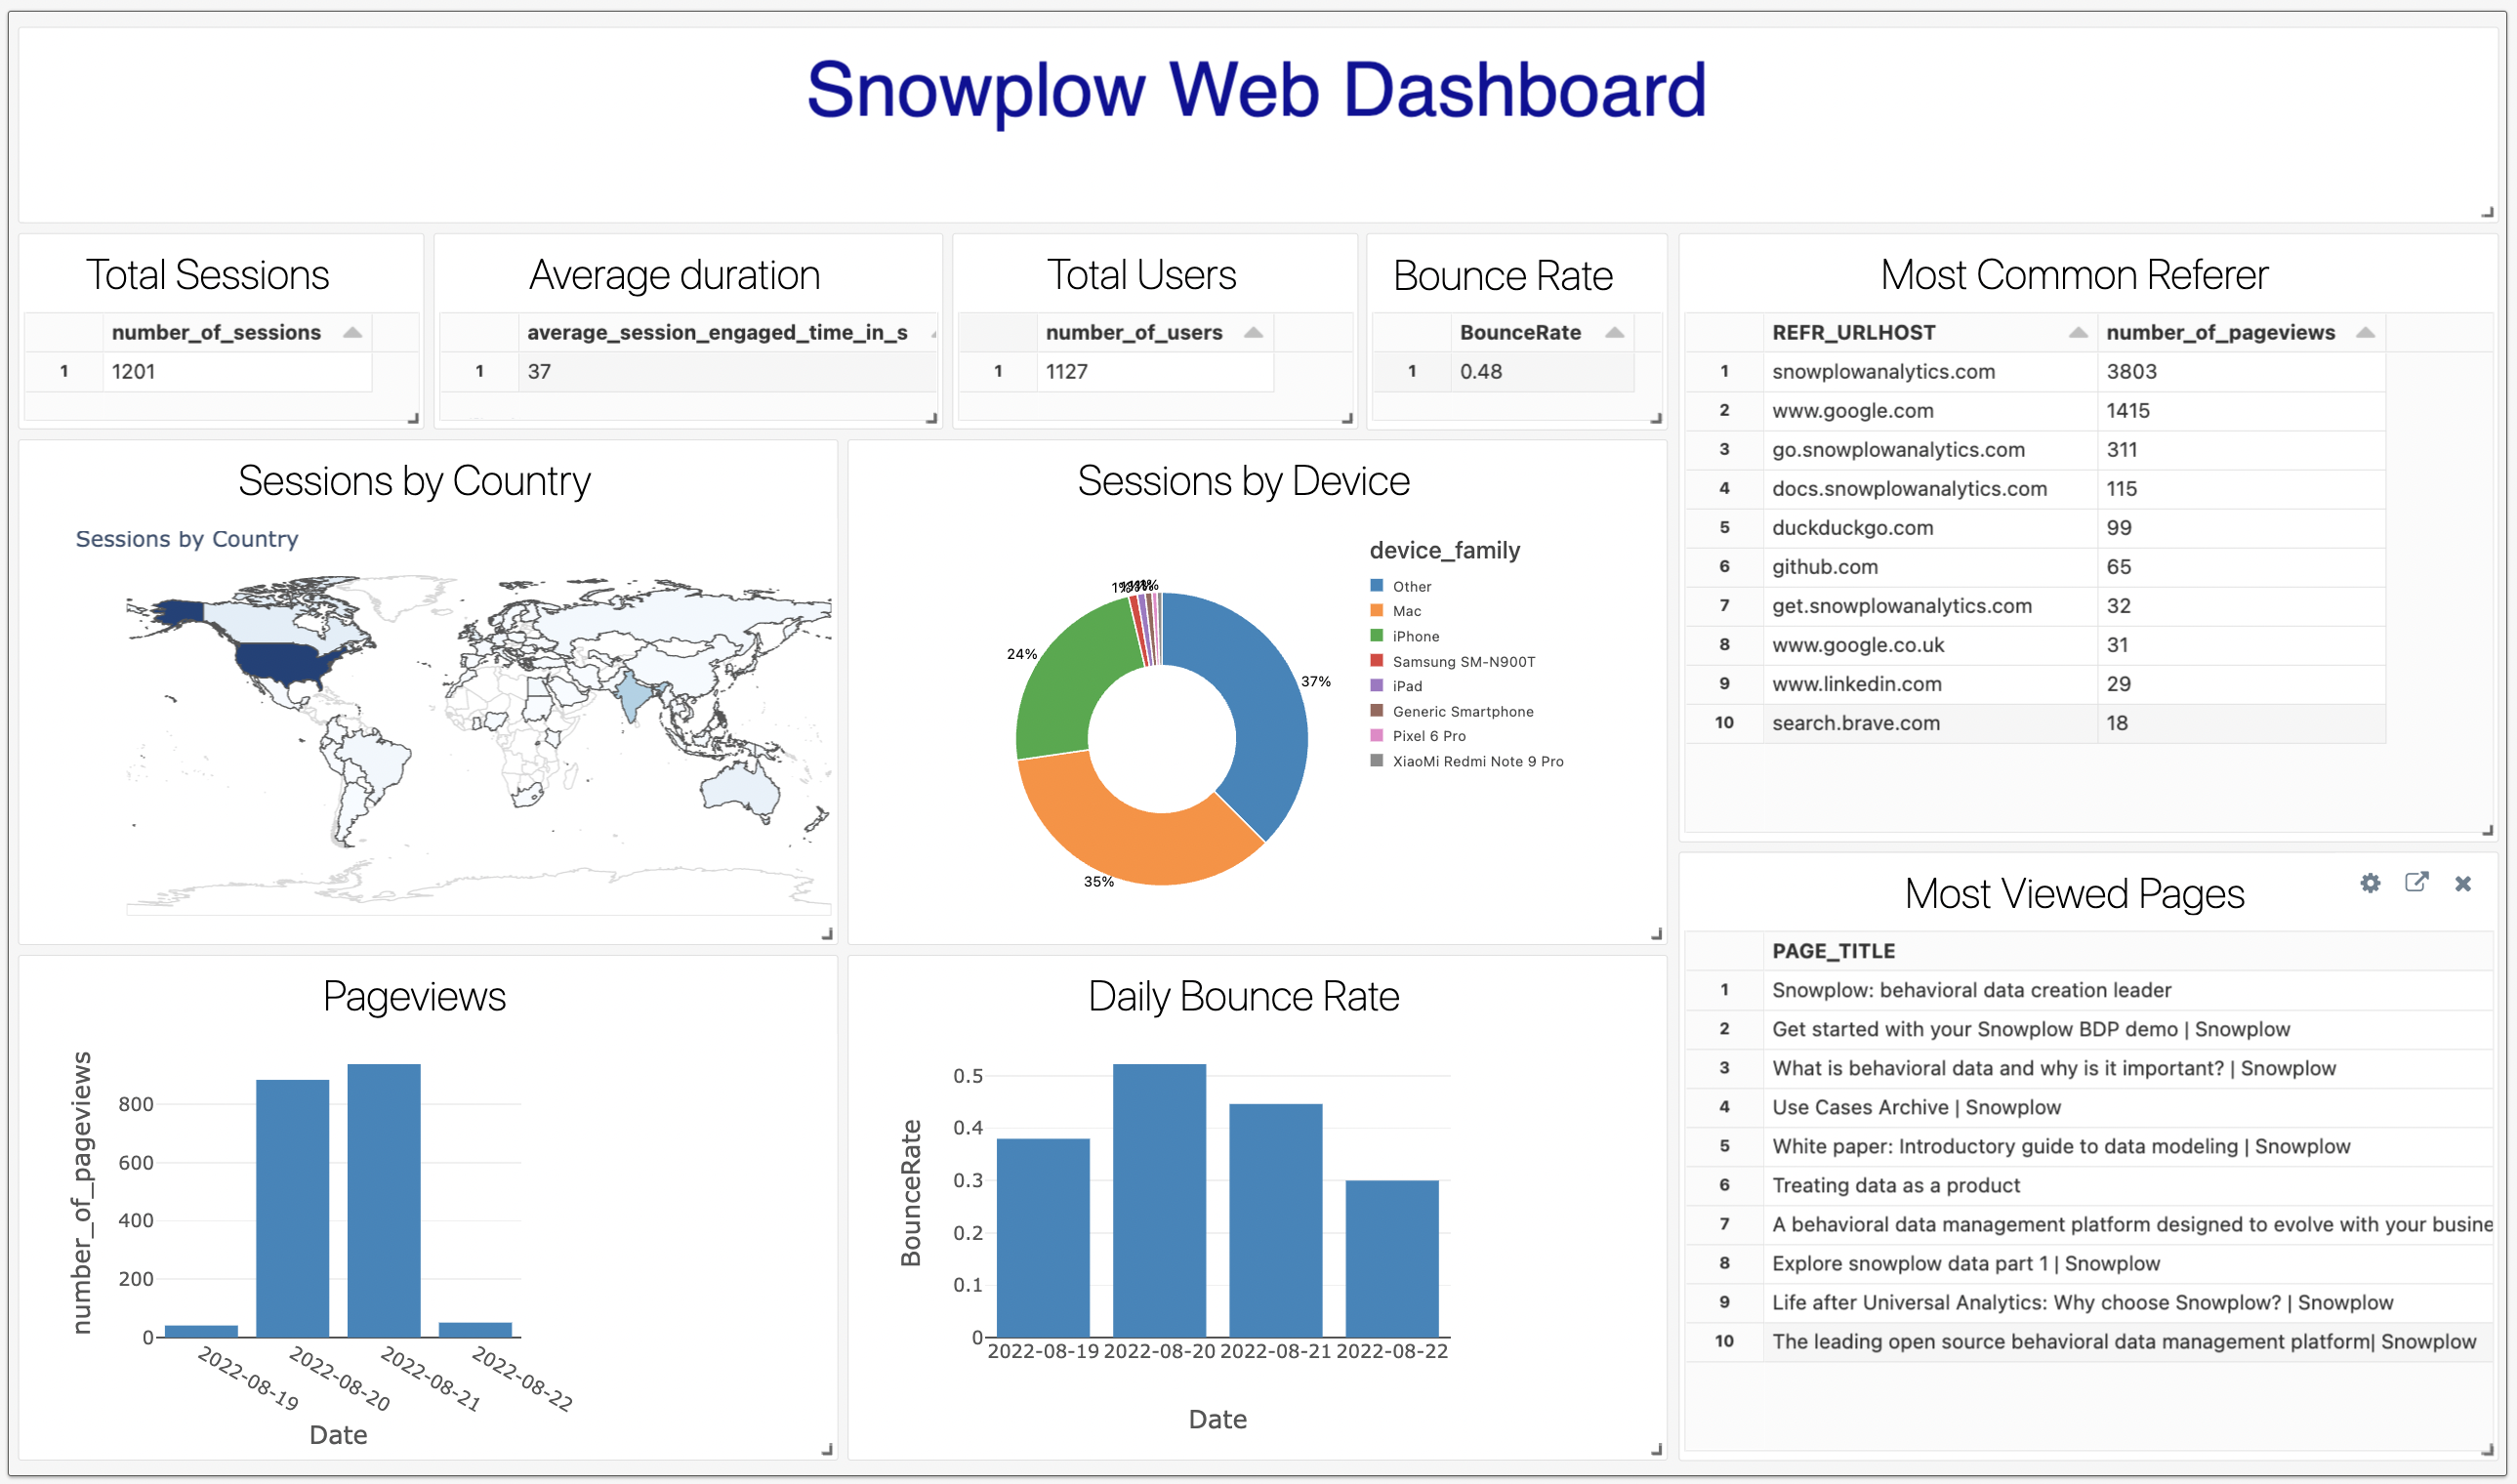 Snowplow Web Dashboard
Total Sessions
number_of_sessions
1 1201
Average duration
average_session_engaged_time_in_s
1 37
Total Users
number_of_users
1 1127
Bounce Rate
BounceRate
1 0.48
Most Common Referer
REFR_URLHOST number_of_pageviews
1 snowplowanalytics.com 3803
2 www.google.com 1415
3 go.snowplowanalytics.com 311
4 docs.snowplowanalytics.com 115
5 duckduckgo.com 99
6 github.com 65
7 get.snowplowanalytics.com 32
8 www.google.co.uk 31
9 www.linkedin.com 29
10 search.brave.com 18
Sessions by Country
Sessions by Country
Sessions by Device
device_family
Other
Mac
iPhone
Samsung SM-N900T
iPad
Generic Smartphone
Pixel 6 Pro
XiaoMi Redmi Note 9 Pro
24%
37%
35%
Most Viewed Pages
PAGE_TITLE
1 Snowplow: behavioral data creation leader
2 Get started with your Snowplow BDP demo | Snowplow
3 What is behavioral data and why is it important? | Snowplow
4 Use Cases Archive | Snowplow
5 White paper: Introductory guide to data modeling | Snowplow
6 Treating data as a product
7 A behavioral data management platform designed to evolve with your busine
8 Explore snowplow data part 1 | Snowplow
9 Life after Universal Analytics: Why choose Snowplow? | Snowplow
10 The leading open source behavioral data management platform| Snowplow
Pageviews
number_of_pageviews
800
600
400
200
0
2022-08-19 2022-08-20 2022-08-21 2022-08-22
Date
Daily Bounce Rate
BounceRate
0.5
0.4
0.3
0.2
0.1
0
2022-08-19 2022-08-20 2022-08-21 2022-08-22
Date